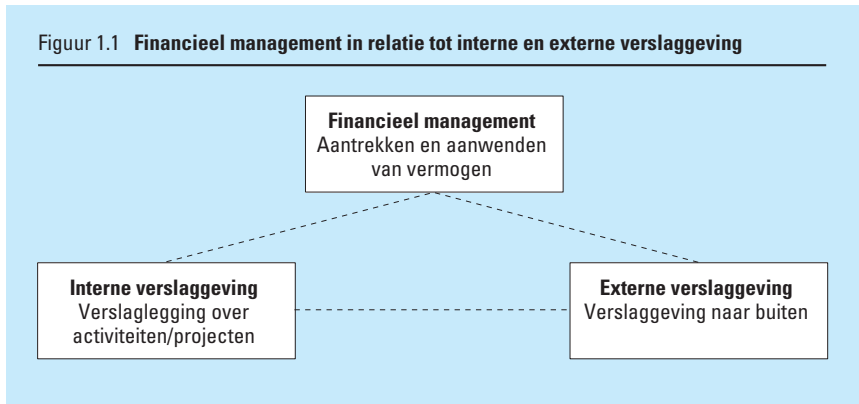 Figuur 1.1 Financieel management in relatie tot interne en externe verslaggeving
Financieel management
Aantrekken en aanwenden
van vermogen
Interne verslaggeving
Verslaglegging over
activiteiten/projecten
Externe verslaggeving
Verslaggeving naar buiten